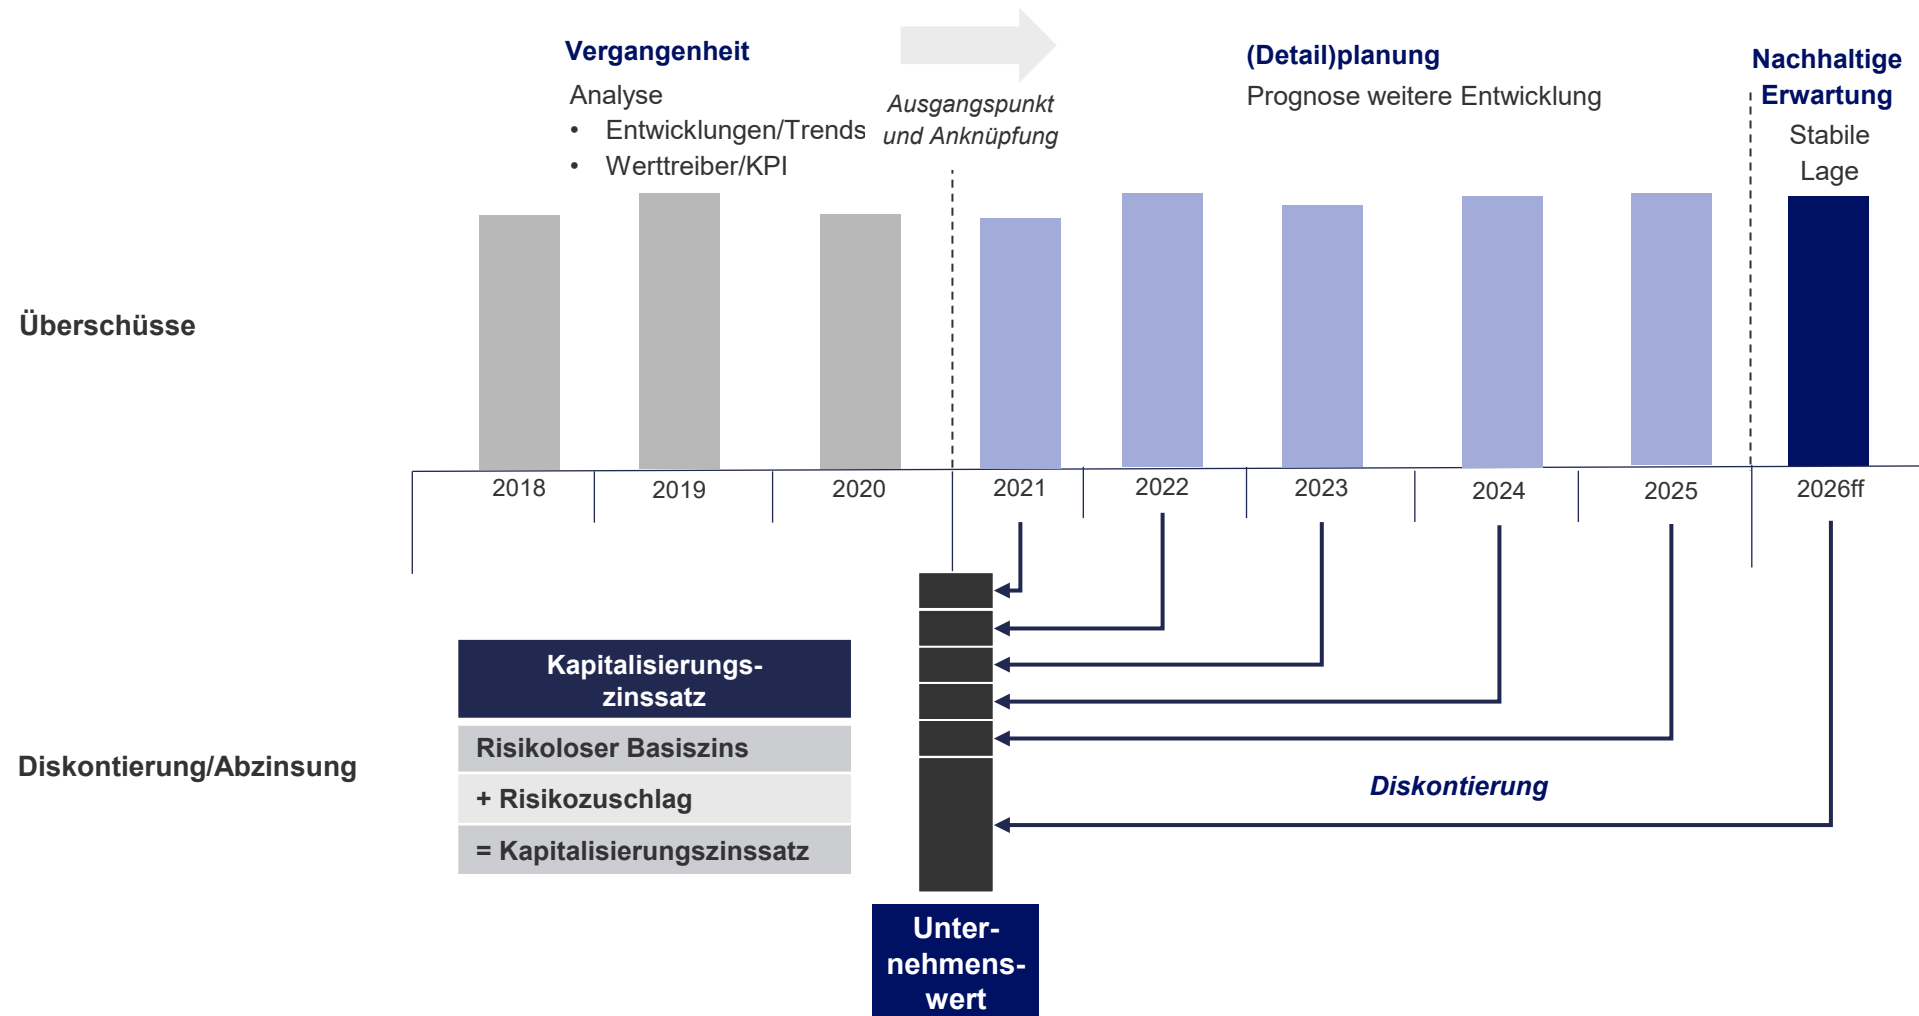 Vergangenheit
Analyse
• Entwicklungen/Trends
• Werttreiber/KPI
Ausgangspunkt
und Anknüpfung
(Detail)planung
Prognose weitere Entwicklung
Nachhaltige
Erwartung
Stabile
Lage
Überschüsse
2018
2019
2020
2021
2022
2023
2024
2025
2026ff
Diskontierung/Abzinsung
Kapitalisierungs-
zinssatz
Risikoloser Basiszins
+ Risikozuschlag
= Kapitalisierungszinssatz
Diskontierung
Unter-
nehmens-
wert